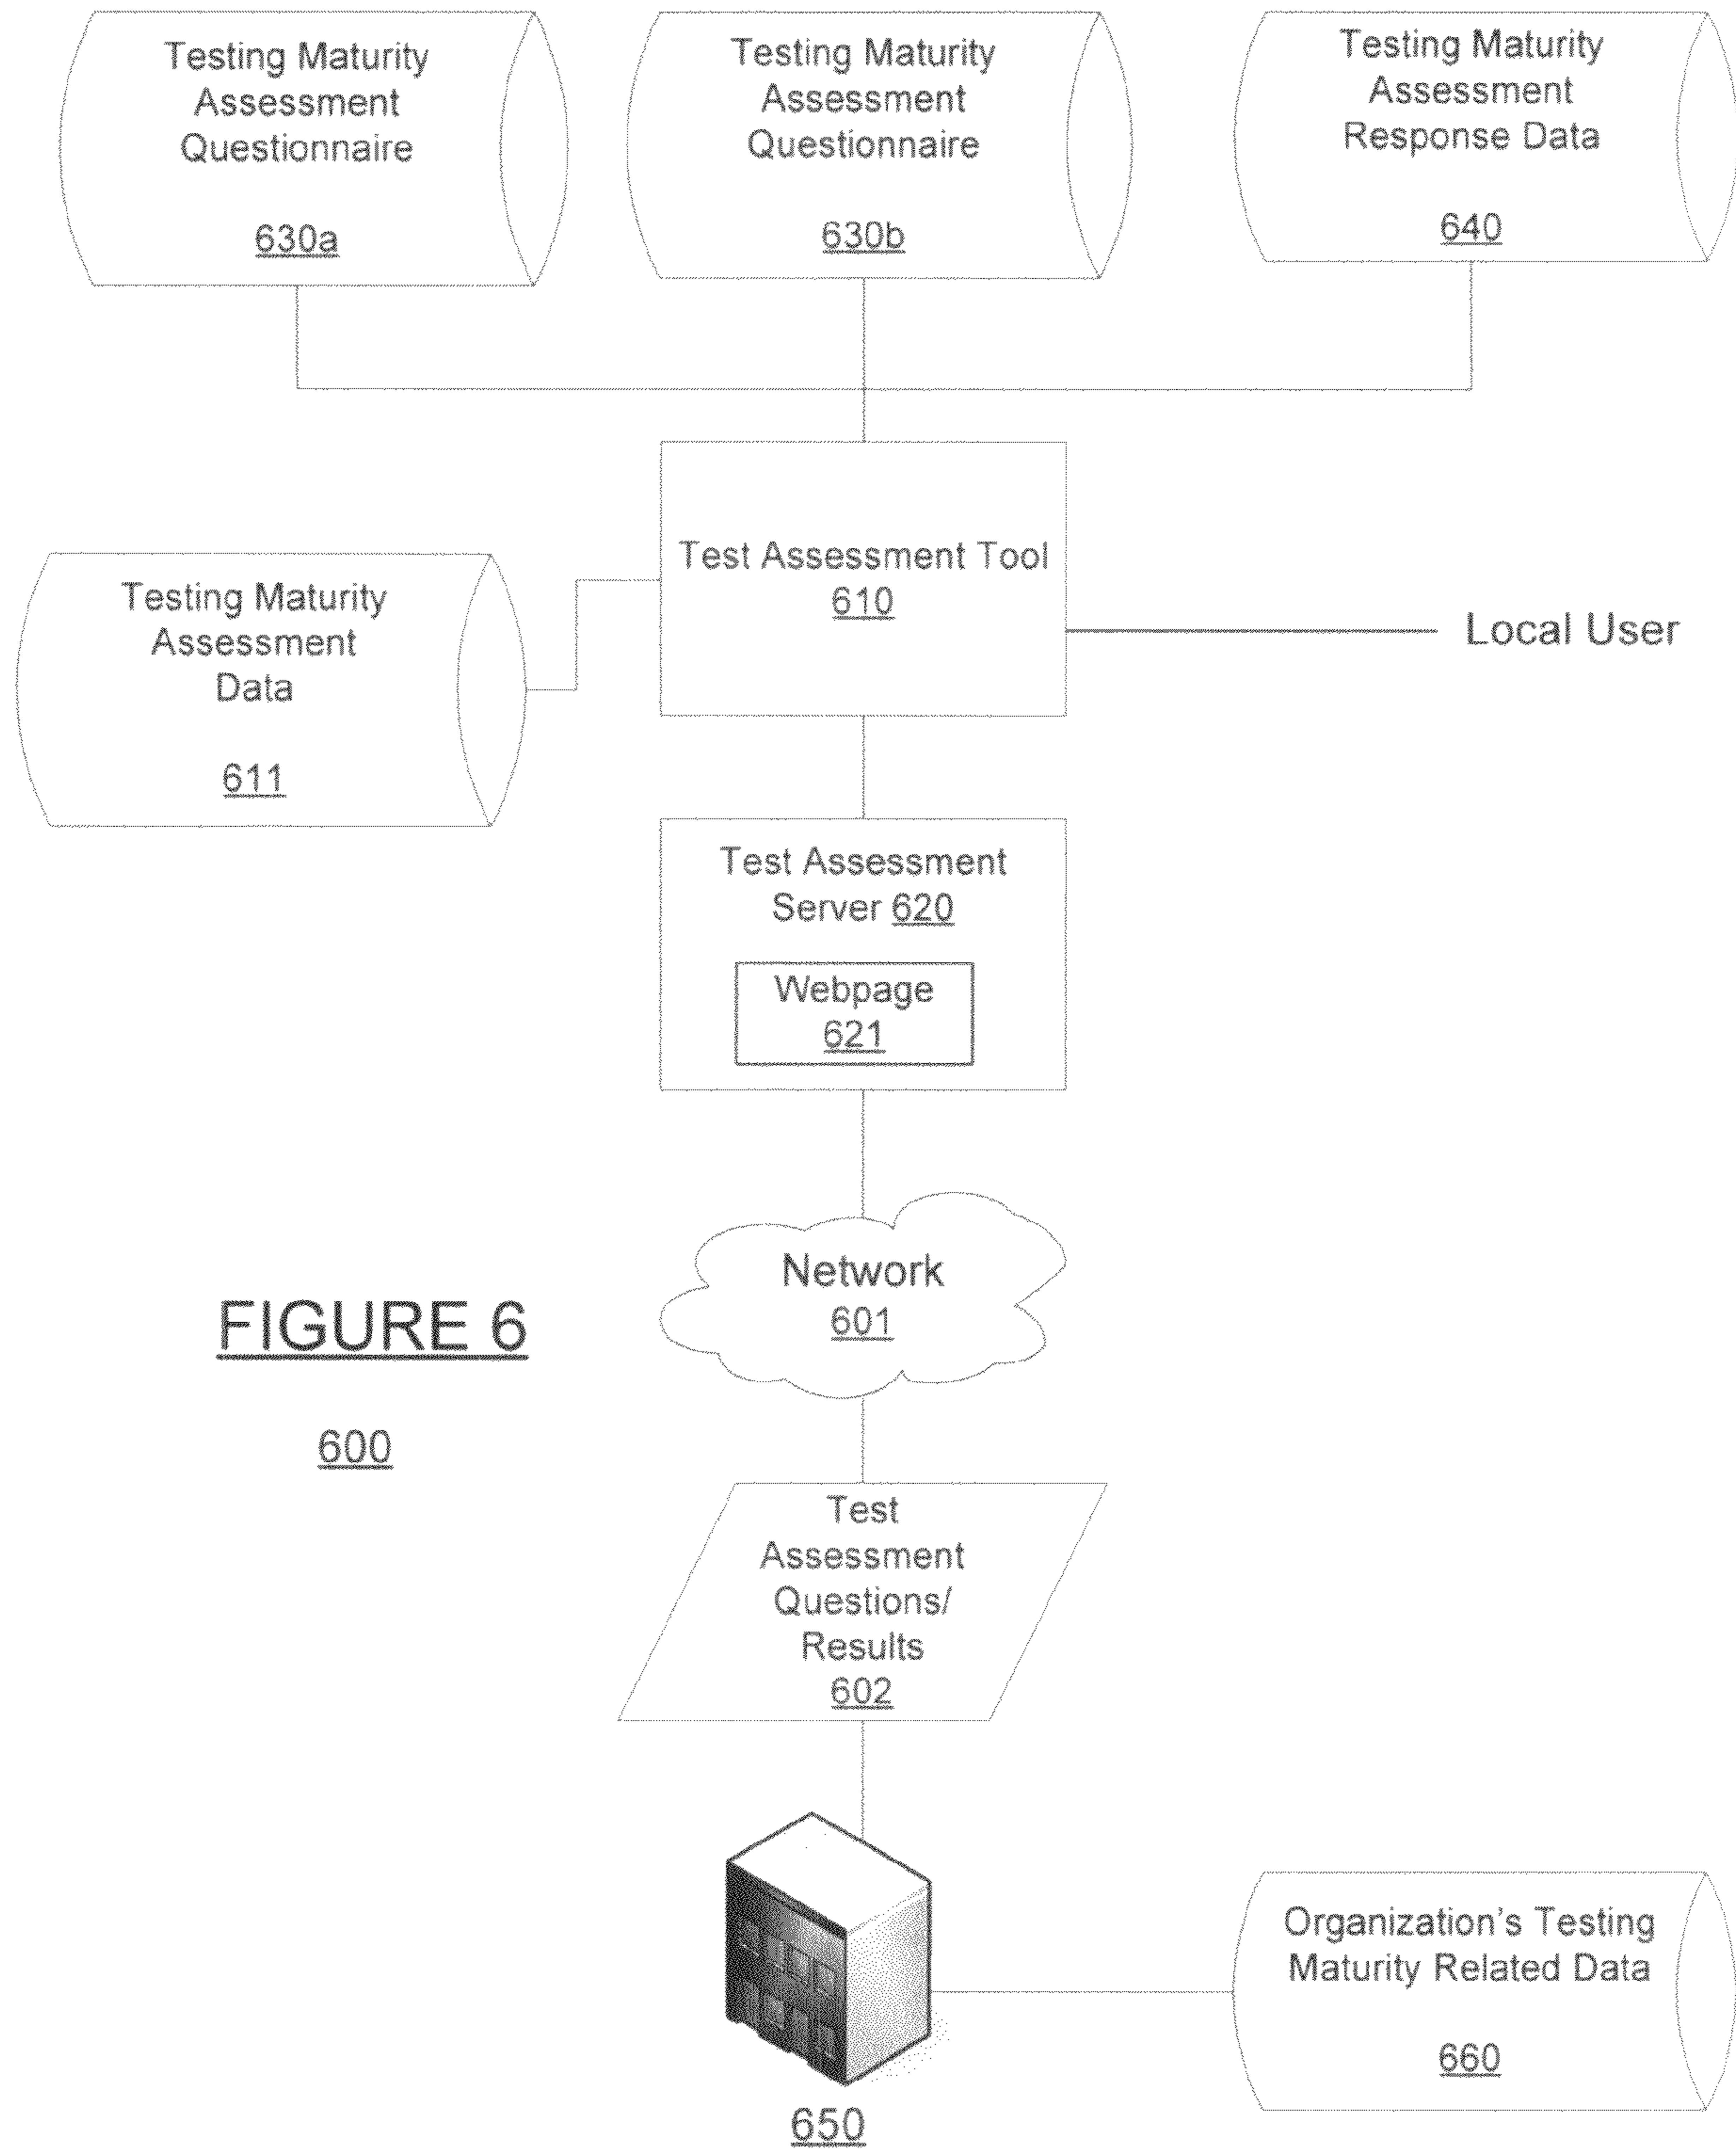 Testing Maturity
Assessment
Questionnaire
630a
Testing Maturity
Assessment
Questionnaire
630b
Testing Maturity
Assessment
Response Data
640
Test Assessment Tool
610
Local User
Testing Maturity
Assessment
Data
611
Test Assessment
Server 620
Webpage
621
Network
601
FIGURE 6
600
Test
Assessment
Questions/
Results
602
650
Organization's Testing
Maturity Related Data
660